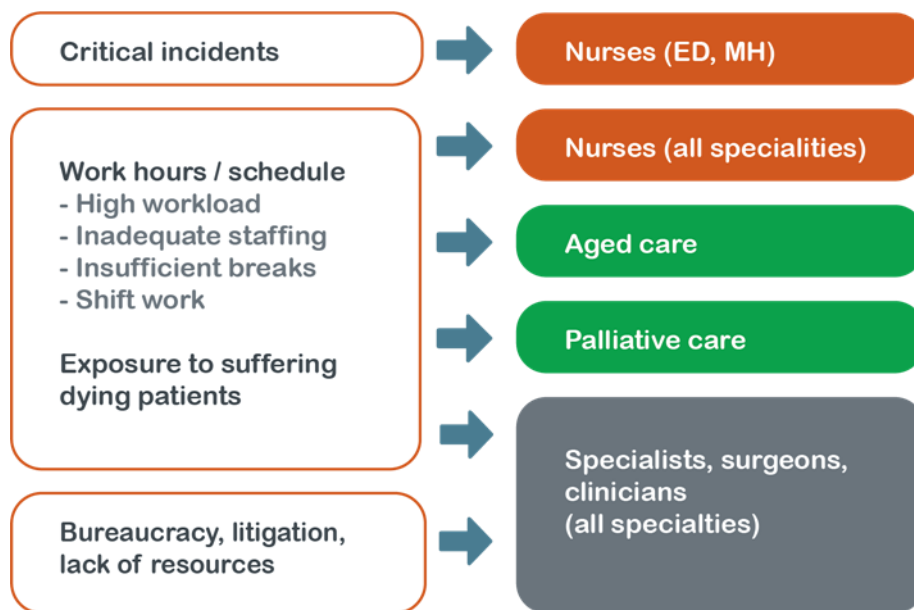 Critical incidents
Nurses (ED, MH)
Work hours / schedule
- High workload
- Inadequate staffing
- Insufficient breaks
- Shift work
Exposure to suffering
dying patients
Nurses (all specialities)
Aged care
Palliative care
Specialists, surgeons,
clinicians
(all specialties)
Bureaucracy, litigation,
lack of resources